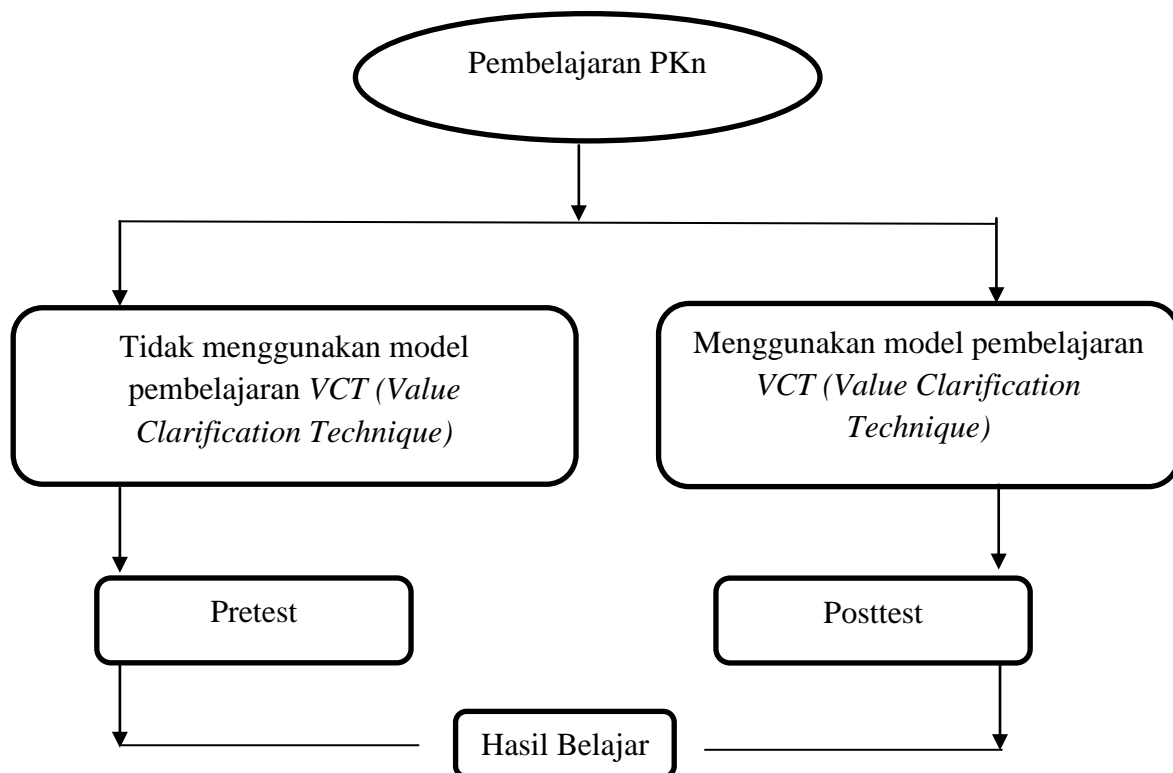 Pembelajaran PKn
Tidak menggunakan model
pembelajaran VCT (Value
Clarification Technique)
Menggunakan model pembelajaran
VCT (Value Clarification
Technique)
Pretest
Posttest
Hasil Belajar